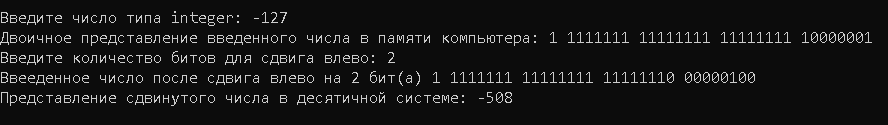 Введите число типа integer: -127
Двоичное представление введенного числа в памяти компьютера: 1 1111111 11111111 11111111 10000001
Введите количество битов для сдвига влево: 2
Ввееденное число после сдвига влево на 2 бит(а) 1 1111111 11111111 11111110 00000100
Представление сдвинутого числа в десятичной системе: -508